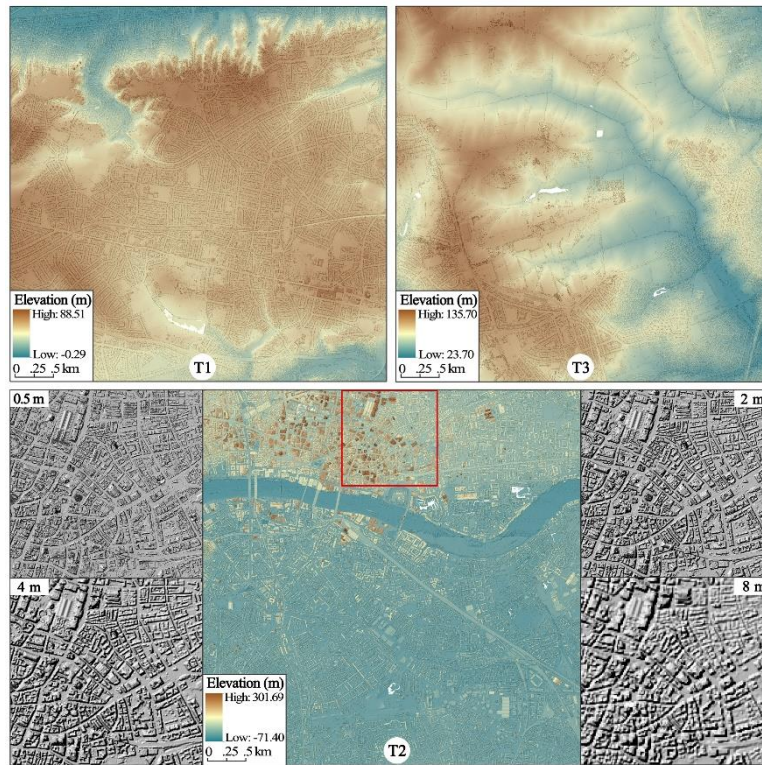 Elevation (m)
High: 88.51
Low: -0.29
0 .25 .5 km
T1
Elevation (m)
High: 135.70
Low: 23.70
0 .25 .5 km
T3
0.5 m
2 m
4 m
8 m
Elevation (m)
High: 301.69
Low: -71.40
0 .25 .5 km
T2